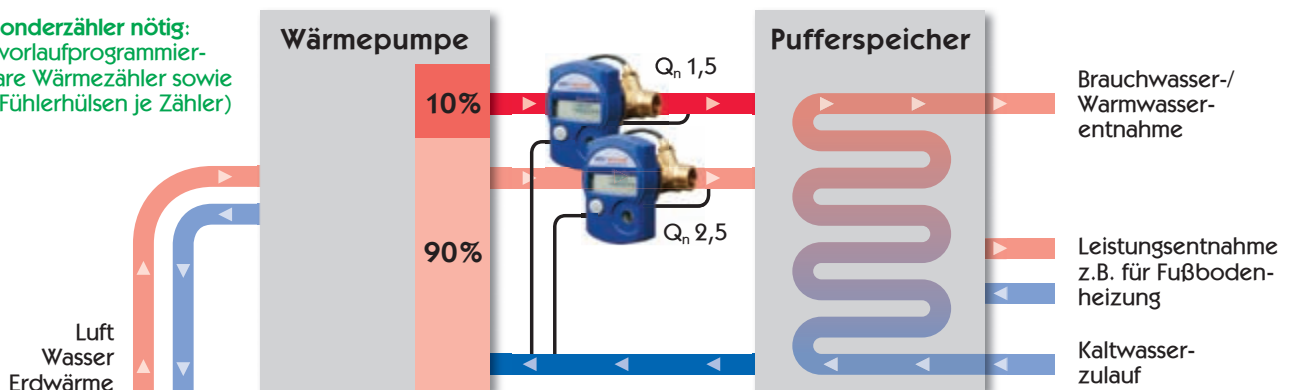 onderzähler nötig:
vorlaufprogrammier-
are Wärmezähler sowie
Fühlerhülsen je Zähler)
Wärmepumpe
10%
90%
Qn 1,5
Qn 2,5
Pufferspeicher
Brauchwasser-/
Warmwasser-
entnahme
Leistungsentnahme
z.B. für Fußboden-
heizung
Kaltwasser-
zulauf
Luft
Wasser
Erdwärme